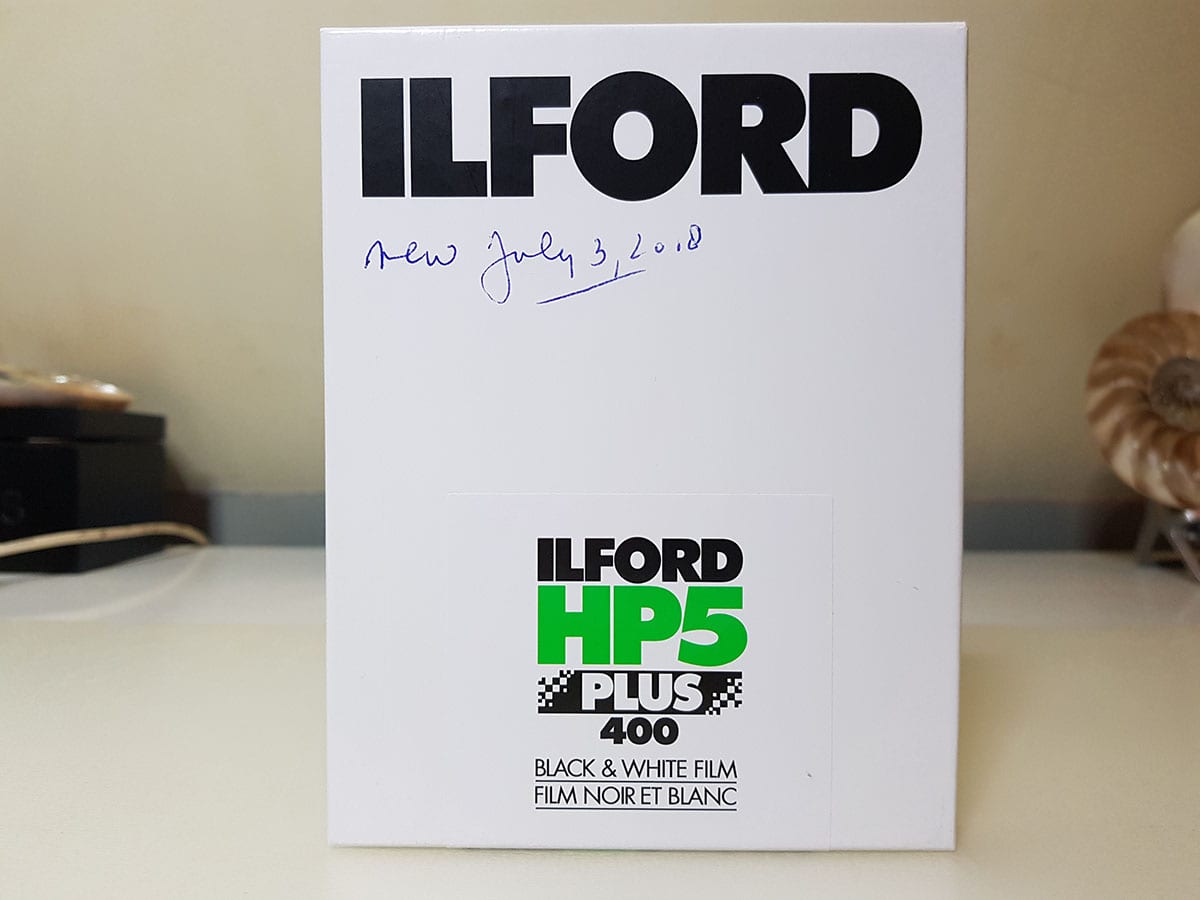 ILFORD
new July 3, 2018
ILFORD
HP5
PLUS
400
BLACK & WHITE FILM
FILM NOIR ET BLANC